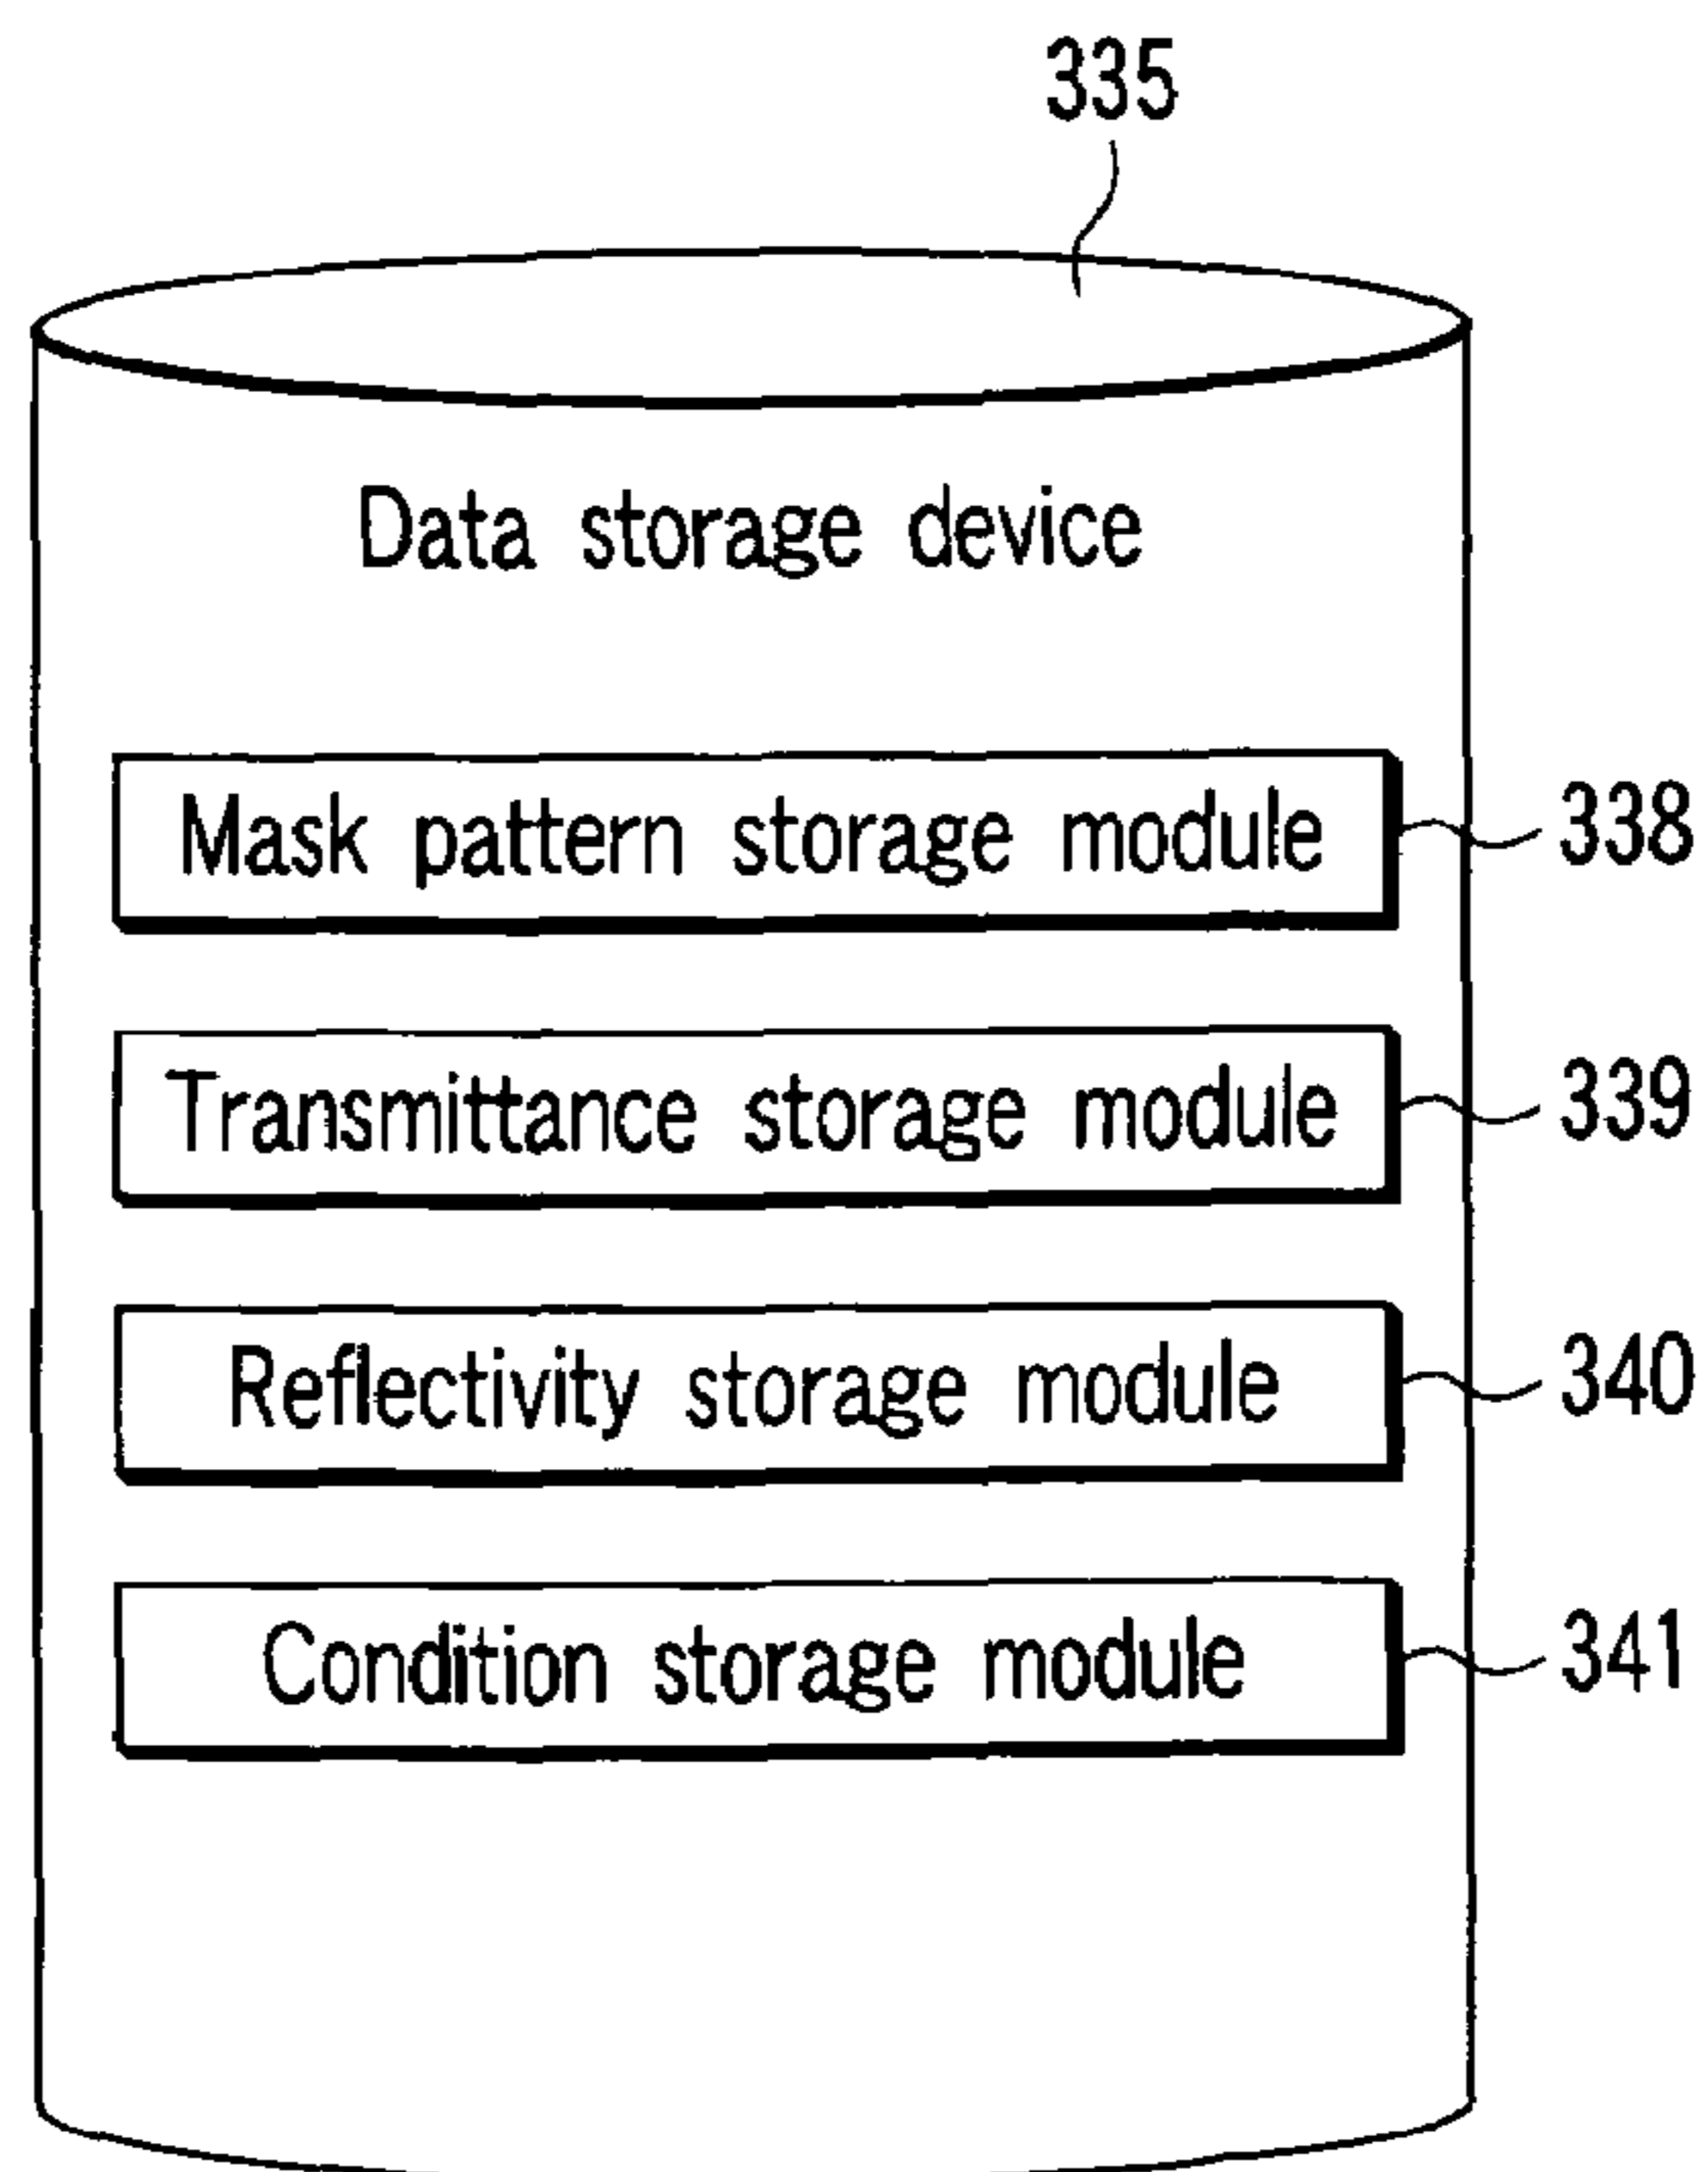 335
Data storage device
Mask pattern storage module 338
Transmittance storage module 339
Reflectivity storage module 340
Condition storage module 341